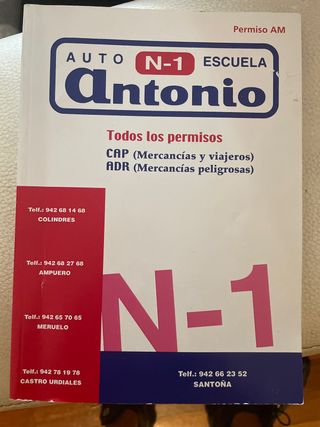 Permiso AM
AUTO N-1 ESCUELA
antonio
Todos los permisos
CAP (Mercancías y viajeros)
ADR (Mercancías peligrosas)
Telf.: 942 68 14 68
COLINDRES
Telf.: 942 68 27 68
AMPUERO
Telf.: 942 65 70 65
MERUELO
Telf.: 942 78 19 78
CASTRO URDIALES
N-1
Telf.: 942 66 23 52
SANTOÑA